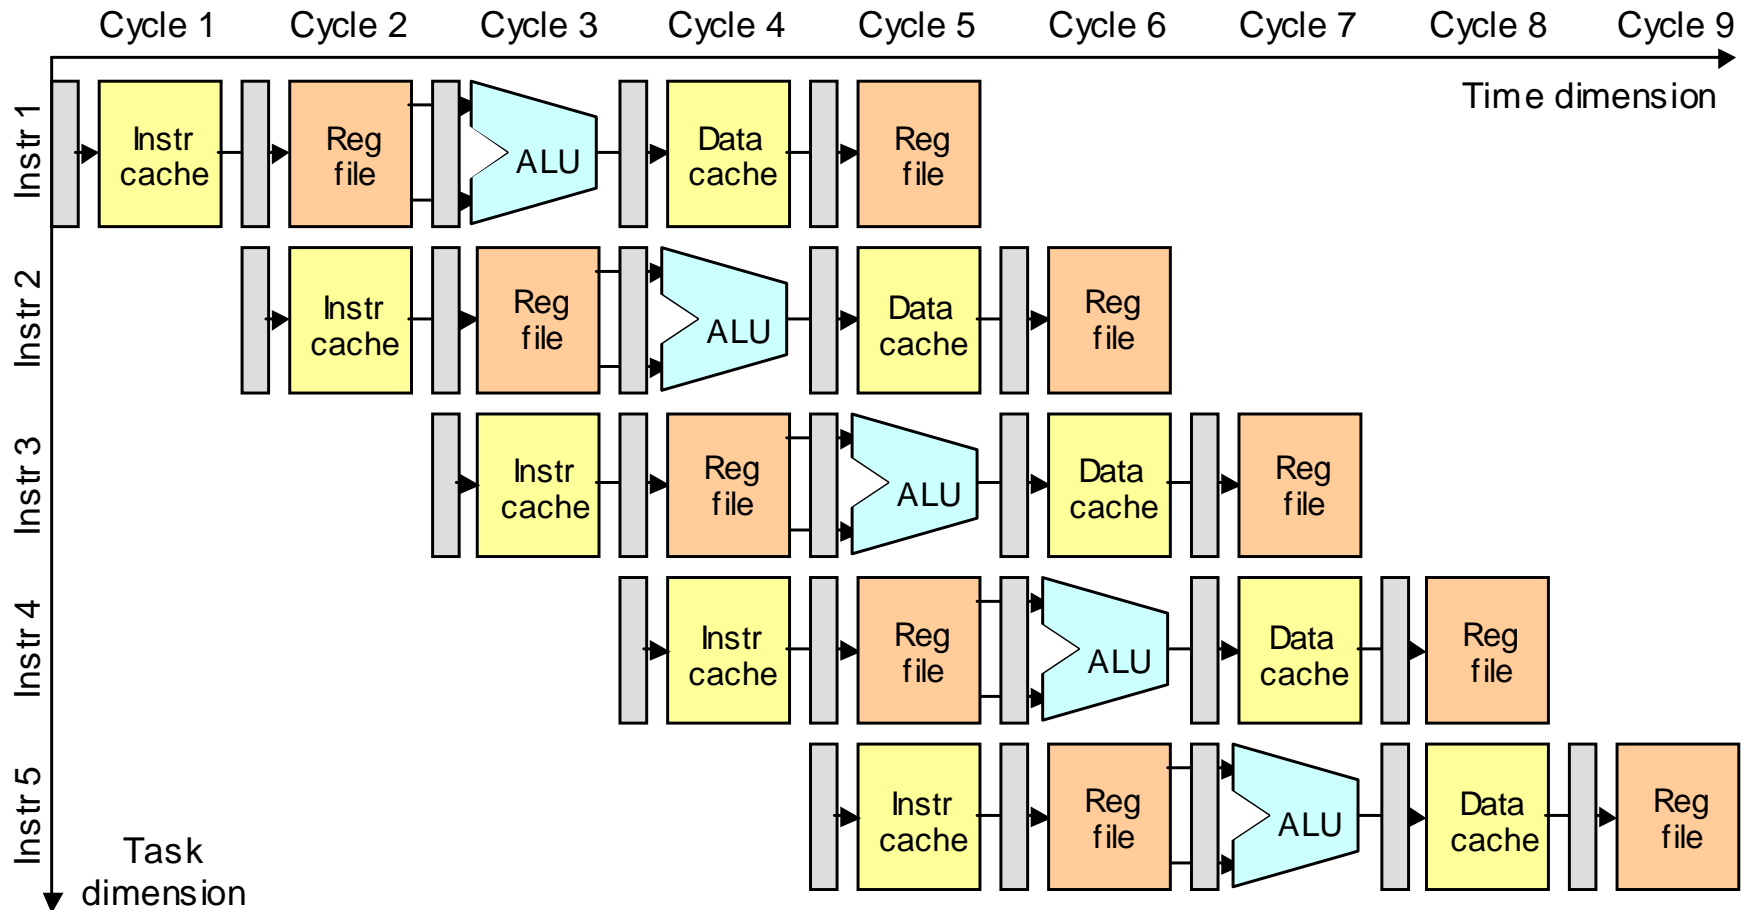 Cycle 1 Cycle 2 Cycle 3 Cycle 4 Cycle 5 Cycle 6 Cycle 7 Cycle 8 Cycle 9
Time dimension
Instr 1
Instr
cache
Reg
file
ALU
Data
cache
Reg
file
Instr 2
Instr
cache
Reg
file
ALU
Data
cache
Reg
file
Instr 3
Instr
cache
Reg
file
ALU
Data
cache
Reg
file
Instr 4
Instr
cache
Reg
file
ALU
Data
cache
Reg
file
Instr 5
Instr
cache
Reg
file
ALU
Data
cache
Reg
file
Task
dimension